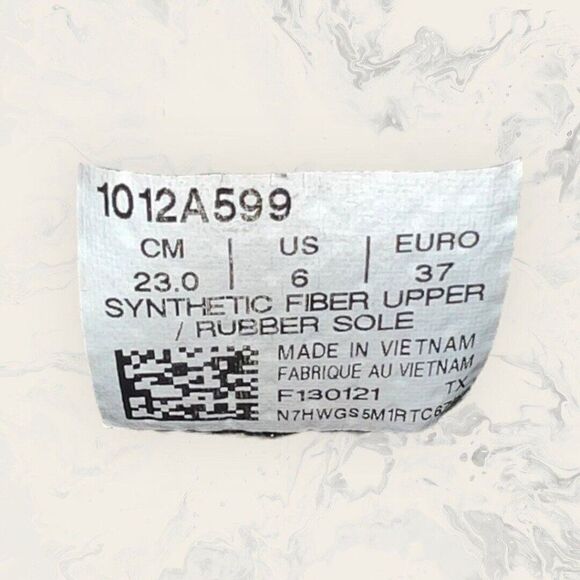 1012A599
CM | US | EURO
23.0 | 6 | 37
SYNTHETIC FIBER UPPER
/ RUBBER SOLE
MADE IN VIETNAM
FABRIQUE AU VIETNAM
F130121 TX